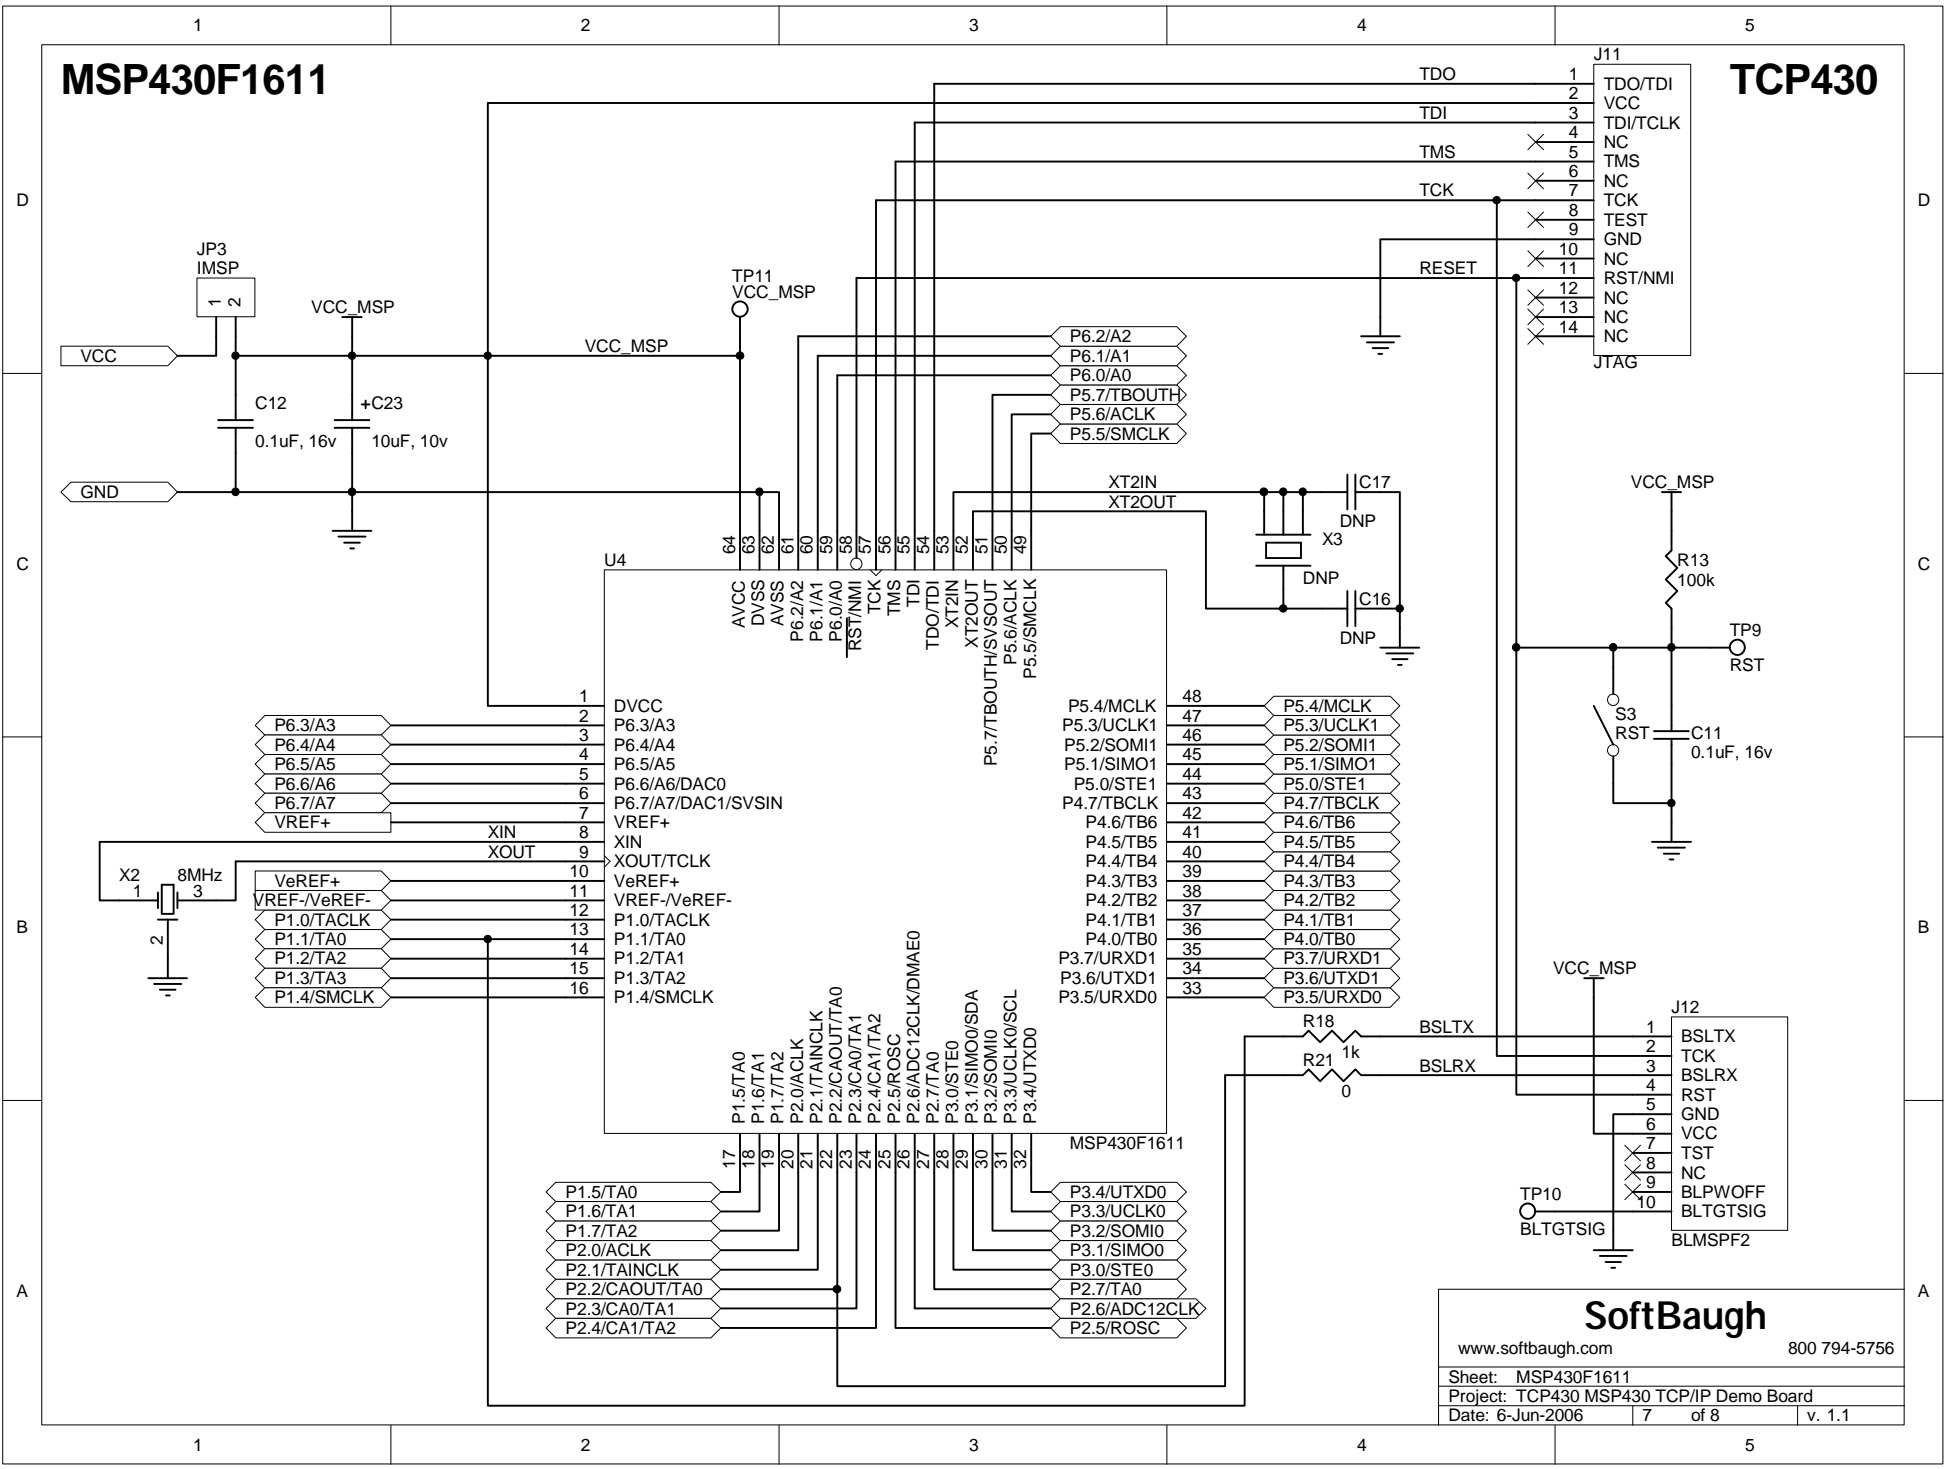 1 2 3 4 5
MSP430F1611
TCP430
D
D
C
C
B
B
A
A
J11
TDO 1 TDO/TDI
2 VCC
TDI 3 TDI/TCLK
4 NC
TMS 5 TMS
6 NC
TCK 7 TCK
8 TEST
9 GND
10 NC
RESET 11 RST/NMI
12 NC
13 NC
14 NC
JTAG
JP3
IMSP
1 2
VCC_MSP
VCC
VCC_MSP
TP11
VCC_MSP
C12
0.1uF, 16v
+C23
10uF, 10v
GND
P6.2/A2
P6.1/A1
P6.0/A0
P5.7/TBOUTH
P5.6/ACLK
P5.5/SMCLK
XT2IN
XT2OUT
C17
DNP
X3
DNP
C16
DNP
VCC_MSP
R13
100k
TP9
RST
S3
RST
C11
0.1uF, 16v
U4
64 AVCC
63 DVSS
62 AVSS
61 P6.2/A2
60 P6.1/A1
59 P6.0/A0
58 RST/NMI
57 TCK
56 TMS
55 TDI
54 TDO/TDI
53 XT2IN
52 XT2OUT
51 P5.7/TBOUTH/SVSOUT
50 P5.6/ACLK
49 P5.5/SMCLK
1 DVCC
P6.3/A3 2 P6.3/A3
P6.4/A4 3 P6.4/A4
P6.5/A5 4 P6.5/A5
P6.6/A6 5 P6.6/A6/DAC0
P6.7/A7 6 P6.7/A7/DAC1/SVSIN
VREF+ 7 VREF+
XIN 8 XIN
XOUT 9 XOUT/TCLK
VeREF+ 10 VeREF+
VREF-/VeREF- 11 VREF-/VeREF-
P1.0/TACLK 12 P1.0/TACLK
P1.1/TA0 13 P1.1/TA0
P1.2/TA2 14 P1.2/TA1
P1.3/TA3 15 P1.3/TA2
P1.4/SMCLK 16 P1.4/SMCLK
X2 8MHz
1 3
2
P5.4/MCLK 48 P5.4/MCLK
P5.3/UCLK1 47 P5.3/UCLK1
P5.2/SOMI1 46 P5.2/SOMI1
P5.1/SIMO1 45 P5.1/SIMO1
P5.0/STE1 44 P5.0/STE1
P4.7/TBCLK 43 P4.7/TBCLK
P4.6/TB6 42 P4.6/TB6
P4.5/TB5 41 P4.5/TB5
P4.4/TB4 40 P4.4/TB4
P4.3/TB3 39 P4.3/TB3
P4.2/TB2 38 P4.2/TB2
P4.1/TB1 37 P4.1/TB1
P4.0/TB0 36 P4.0/TB0
P3.7/URXD1 35 P3.7/URXD1
P3.6/UTXD1 34 P3.6/UTXD1
P3.5/URXD0 33 P3.5/URXD0
P1.5/TA0 17
P1.6/TA1 18
P1.7/TA2 19
P2.0/ACLK 20
P2.1/TAINCLK 21
P2.2/CAOUT/TA0 22
P2.3/CA0/TA1 23
P2.4/CA1/TA2 24
P2.5/ROSC 25
P2.6/ADC12CLK/DMAE0 26
P2.7/TA0 27
P3.0/STE0 28
P3.1/SIMO0/SDA 29
P3.2/SOMI0 30
P3.3/UCLK0/SCL 31
P3.4/UTXD0 32
MSP430F1611
P1.5/TA0
P1.6/TA1
P1.7/TA2
P2.0/ACLK
P2.1/TAINCLK
P2.2/CAOUT/TA0
P2.3/CA0/TA1
P2.4/CA1/TA2
P3.4/UTXD0
P3.3/UCLK0
P3.2/SOMI0
P3.1/SIMO0
P3.0/STE0
P2.7/TA0
P2.6/ADC12CLK
P2.5/ROSC
R18
1k
BSLTX
R21
0
BSLRX
VCC_MSP
J12
1 BSLTX
2 TCK
3 BSLRX
4 RST
5 GND
6 VCC
7 TST
8 NC
9 BLPWOFF
10 BLTGTSIG
BLMSPF2
TP10
BLTGTSIG
SoftBaugh
www.softbaugh.com 800 794-5756
Sheet: MSP430F1611
Project: TCP430 MSP430 TCP/IP Demo Board
Date: 6-Jun-2006 7 of 8 v. 1.1
1 2 3 4 5